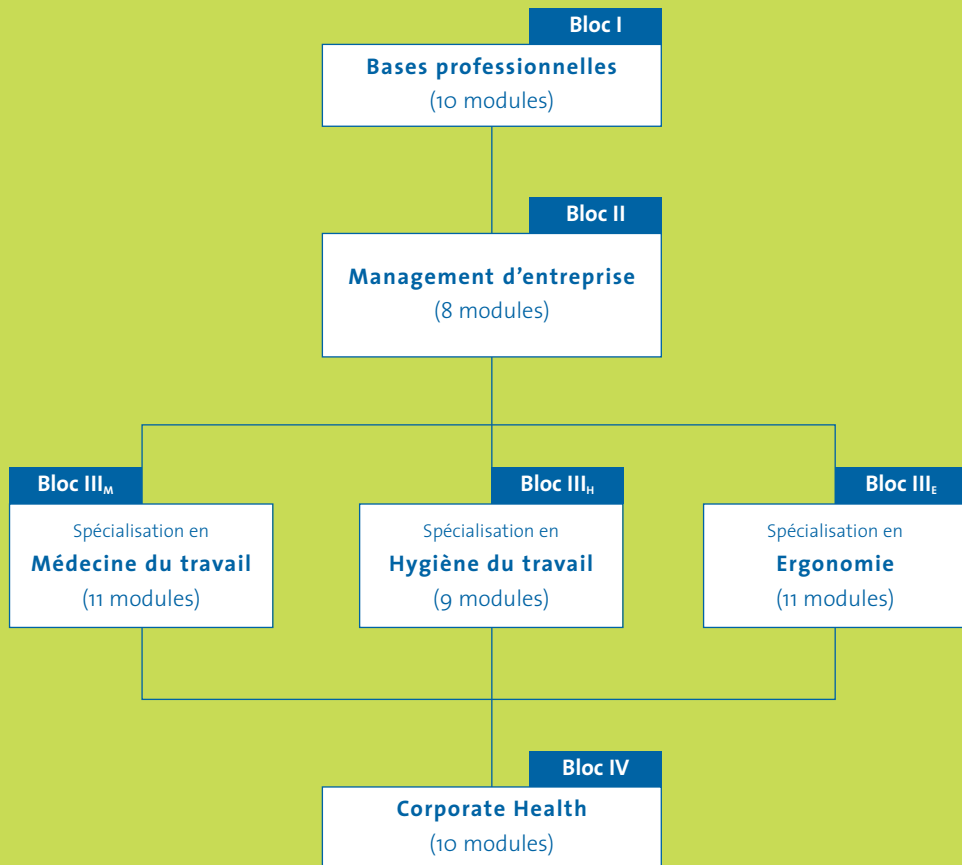 Bloc I
Bases professionnelles
(10 modules)
Bloc II
Management d’entreprise
(8 modules)
Bloc IIIM
Spécialisation en
Médecine du travail
(11 modules)
Bloc IIIH
Spécialisation en
Hygiène du travail
(9 modules)
Bloc IIIE
Spécialisation en
Ergonomie
(11 modules)
Bloc IV
Corporate Health
(10 modules)